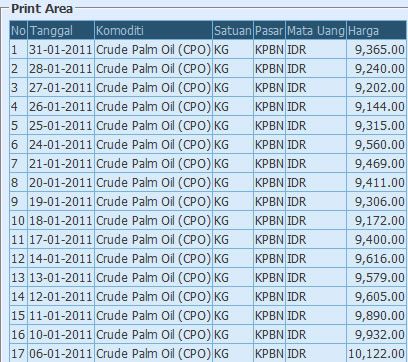 Print Area
No Tanggal Komoditi Satuan Pasar Mata Uang Harga
1 31-01-2011 Crude Palm Oil (CPO) KG KPBN IDR 9,365.00
2 28-01-2011 Crude Palm Oil (CPO) KG KPBN IDR 9,240.00
3 27-01-2011 Crude Palm Oil (CPO) KG KPBN IDR 9,202.00
4 26-01-2011 Crude Palm Oil (CPO) KG KPBN IDR 9,144.00
5 25-01-2011 Crude Palm Oil (CPO) KG KPBN IDR 9,315.00
6 24-01-2011 Crude Palm Oil (CPO) KG KPBN IDR 9,560.00
7 21-01-2011 Crude Palm Oil (CPO) KG KPBN IDR 9,469.00
8 20-01-2011 Crude Palm Oil (CPO) KG KPBN IDR 9,411.00
9 19-01-2011 Crude Palm Oil (CPO) KG KPBN IDR 9,306.00
10 18-01-2011 Crude Palm Oil (CPO) KG KPBN IDR 9,172.00
11 17-01-2011 Crude Palm Oil (CPO) KG KPBN IDR 9,400.00
12 14-01-2011 Crude Palm Oil (CPO) KG KPBN IDR 9,616.00
13 13-01-2011 Crude Palm Oil (CPO) KG KPBN IDR 9,579.00
14 12-01-2011 Crude Palm Oil (CPO) KG KPBN IDR 9,605.00
15 11-01-2011 Crude Palm Oil (CPO) KG KPBN IDR 9,890.00
16 10-01-2011 Crude Palm Oil (CPO) KG KPBN IDR 9,932.00
17 06-01-2011 Crude Palm Oil (CPO) KG KPBN IDR 10,122.00